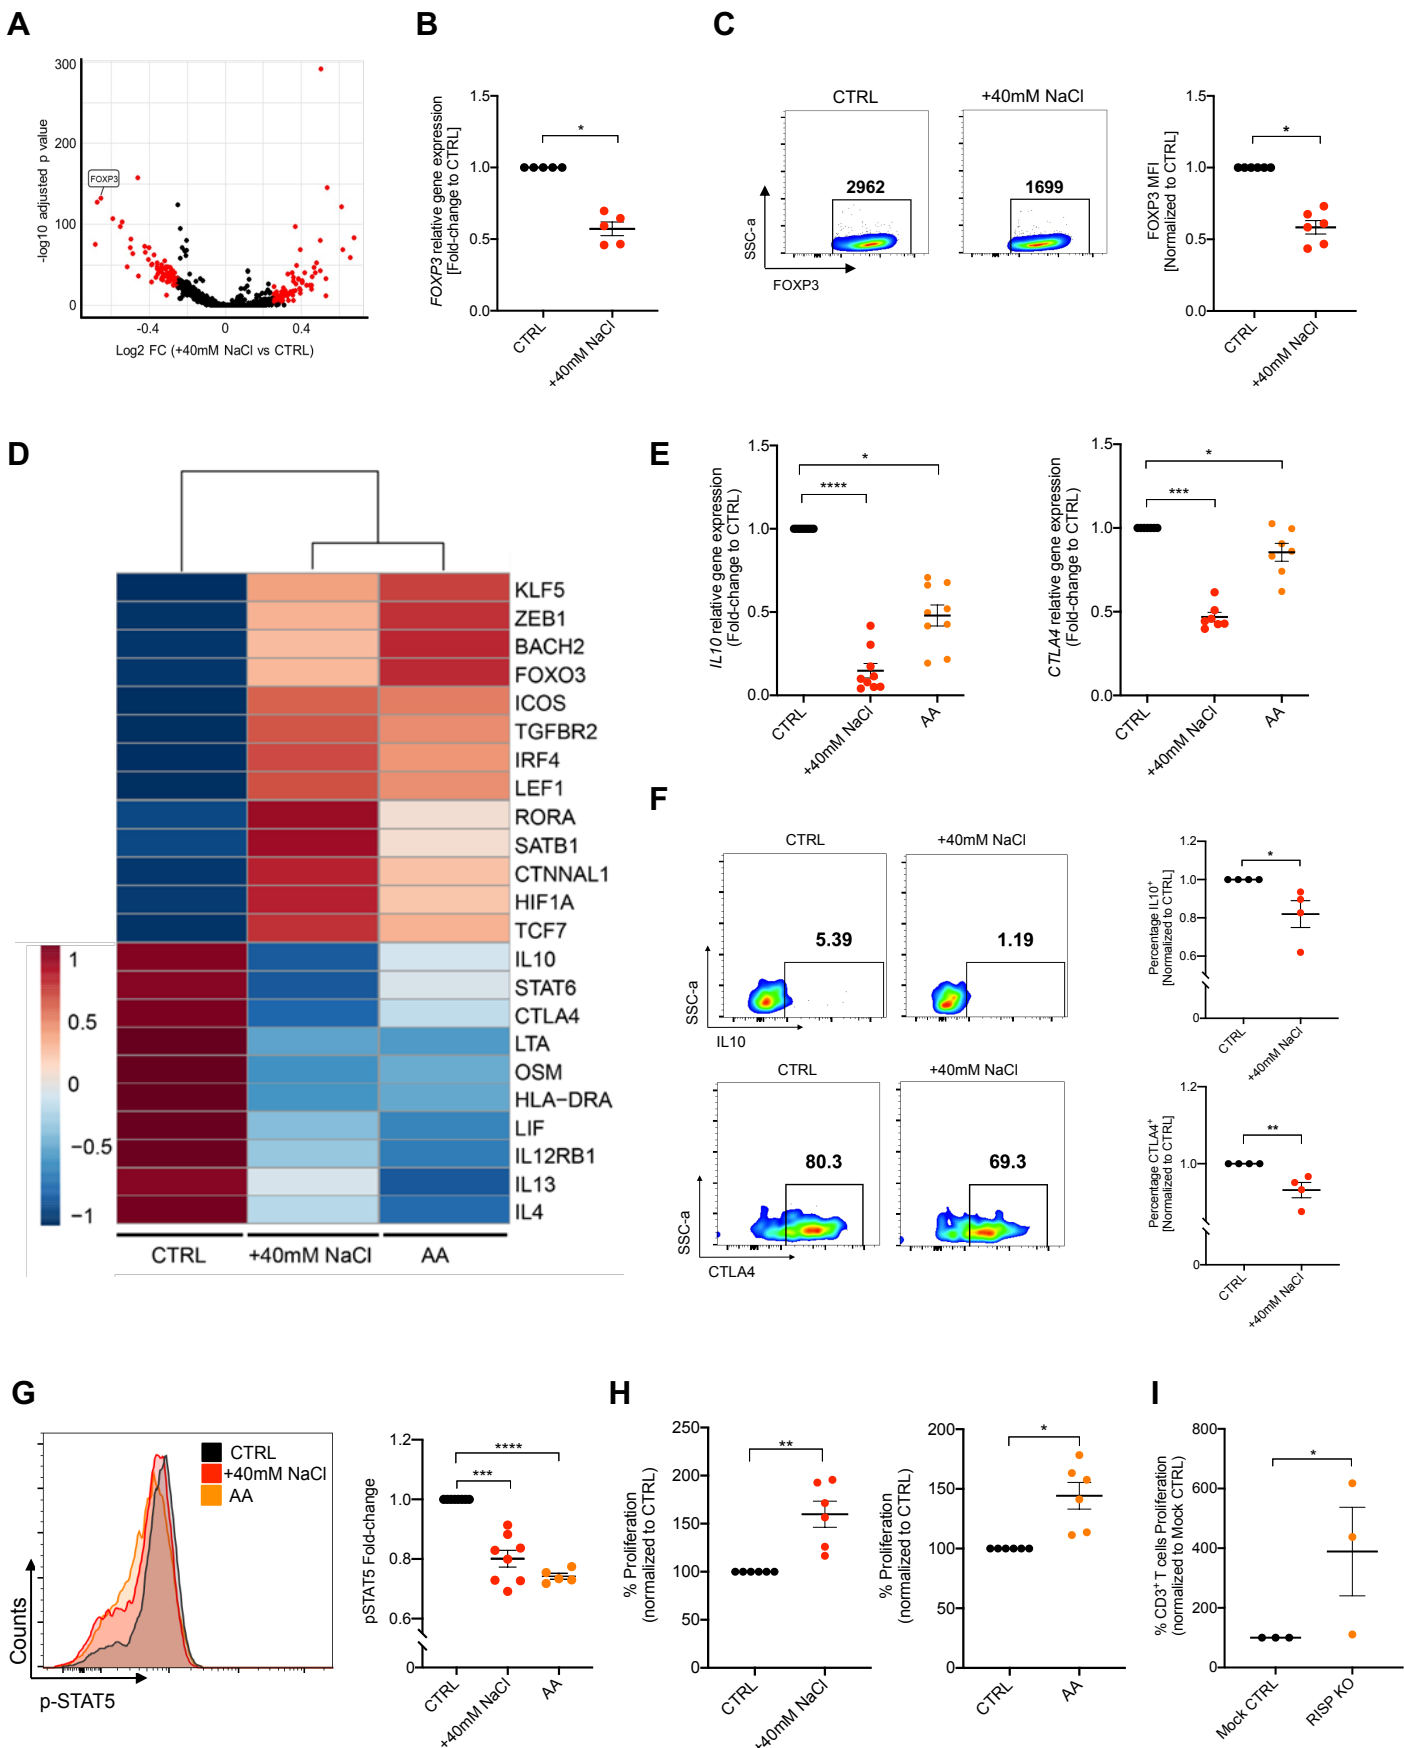 A
300
200
100
0
-log10 adjusted p value
FOXP3
-0.4
0
0.4
Log2 FC (+40mM NaCl vs CTRL)
B
FOXP3 relative gene expression
[Fold-change to CTRL]
1.5
1.0
0.5
0.0
*
CTRL
+40mM NaCl
C
CTRL
+40mM NaCl
2962
1699
SSC-a
FOXP3
FOXP3 MFI
[Normalized to CTRL]
1.5
1.0
0.5
0.0
*
CTRL
+40mM NaCl
D
KLF5
ZEB1
BACH2
FOXO3
ICOS
TGFBR2
IRF4
LEF1
RORA
SATB1
CTNNAL1
HIF1A
TCF7
IL10
STAT6
CTLA4
LTA
OSM
HLA−DRA
LIF
IL12RB1
IL13
IL4
1
0.5
0
−0.5
−1
CTRL
+40mM NaCl
AA
E
IL10 relative gene expression
(Fold-change to CTRL)
1.5
1.0
0.5
0.0
*
****
CTRL
+40mM NaCl
AA
CTLA4 relative gene expression
(Fold-change to CTRL)
1.5
1.0
0.5
0.0
*
***
CTRL
+40mM NaCl
AA
F
CTRL
+40mM NaCl
5.39
1.19
SSC-a
IL10
Percentage IL10+
[Normalized to CTRL]
1.2
1.0
0.8
0.6
0
*
CTRL
+40mM NaCl
CTRL
+40mM NaCl
80.3
69.3
SSC-a
CTLA4
Percentage CTLA4+
[Normalized to CTRL]
1.2
1.0
0
**
CTRL
+40mM NaCl
G
CTRL
+40mM NaCl
AA
Counts
p-STAT5
pSTAT5 Fold-change
1.2
1.0
0.8
0.6
0
****
***
CTRL
+40mM NaCl
AA
H
% Proliferation
(normalized to CTRL)
250
200
150
100
50
0
**
CTRL
+40mM NaCl
% Proliferation
(normalized to CTRL)
200
150
100
50
0
*
CTRL
AA
I
% CD3+ T cells Proliferation
(normalized to Mock CTRL)
800
600
400
200
0
*
Mock CTRL
RISP KO